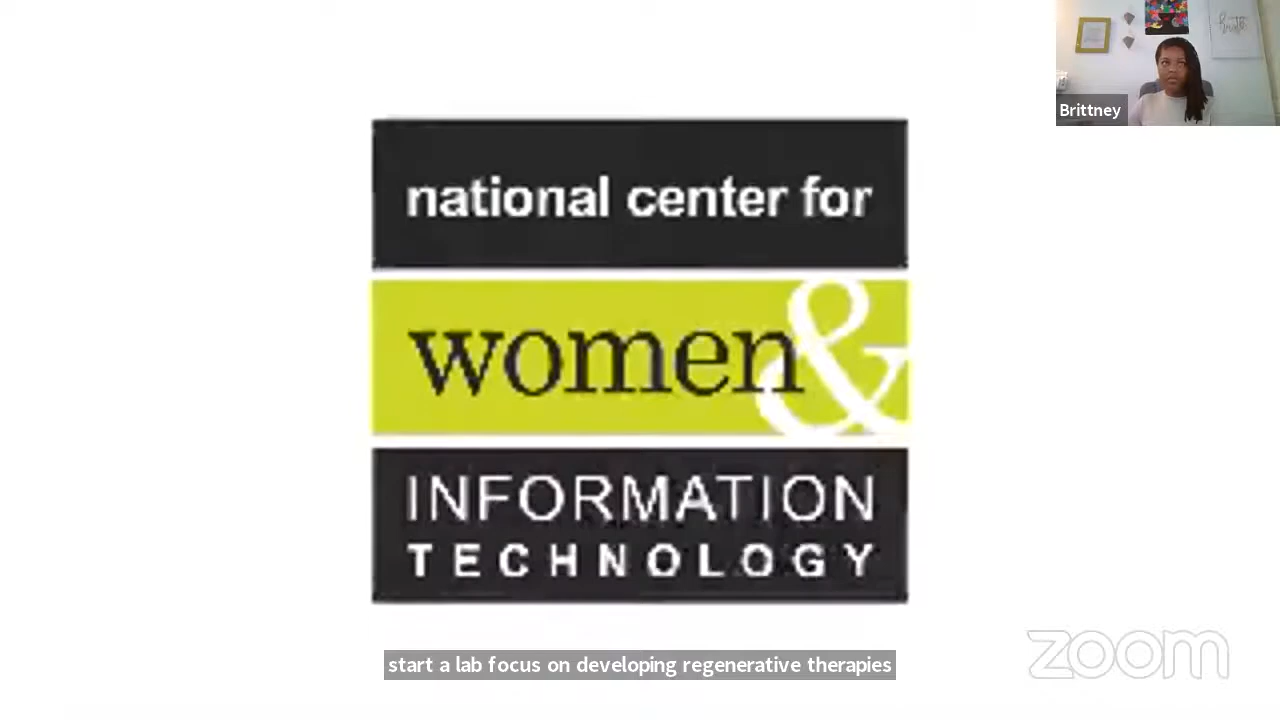 Brittney
national center for
women &
INFORMATION
TECHNOLOGY
start a lab focus on developing regenerative therapies
zoom